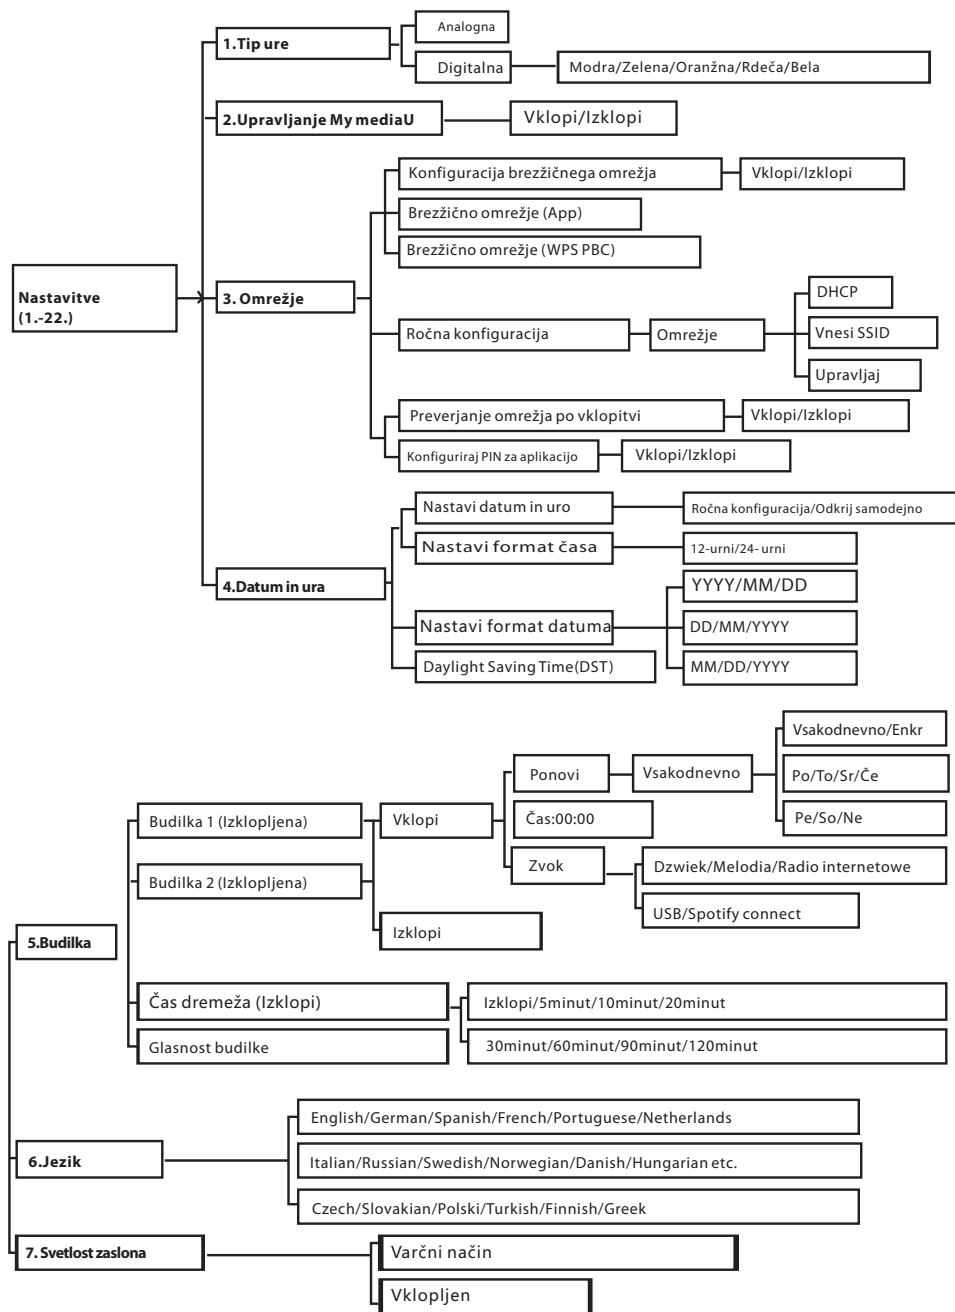 Analogna
1.Tip ure
Digitalna
Modra/Zelena/Oranžna/Rdeča/Bela
2.Upravljanje My mediaU
Vklopi/Izklopi
Konfiguracija brezžičnega omrežja
Vklopi/Izklopi
Brezžično omrežje (App)
Brezžično omrežje (WPS PBC)
Nastavitve
(1.-22.)
3. Omrežje
DHCP
Ročna konfiguracija
Omrežje
Vnesi SSID
Upravljaj
Preverjanje omrežja po vklopitvi
Vklopi/Izklopi
Konfiguriraj PIN za aplikacijo
Vklopi/Izklopi
Nastavi datum in uro
Ročna konfiguracija/Odkrij samodejno
Nastavi format časa
12-urni/24- urni
4.Datum in ura
YYYY/MM/DD
Nastavi format datuma
DD/MM/YYYY
Daylight Saving Time(DST)
MM/DD/YYYY
Vsakodnevno/Enkr
Ponovi
Vsakodnevno
Po/To/Sr/Če
Budilka 1 (Izklopljena)
Vklopi
Čas:00:00
Pe/So/Ne
Zvok
Dzwiek/Melodia/Radio internetowe
Budilka 2 (Izklopljena)
USB/Spotify connect
Izklopi
5.Budilka
Čas dremeža (Izklopi)
Izklopi/5minut/10minut/20minut
Glasnost budilke
30minut/60minut/90minut/120minut
English/German/Spanish/French/Portuguese/Netherlands
6.Jezik
Italian/Russian/Swedish/Norwegian/Danish/Hungarian etc.
Czech/Slovakian/Polski/Turkish/Finnish/Greek
7. Svetlost zaslona
Varčni način
Vklopljen